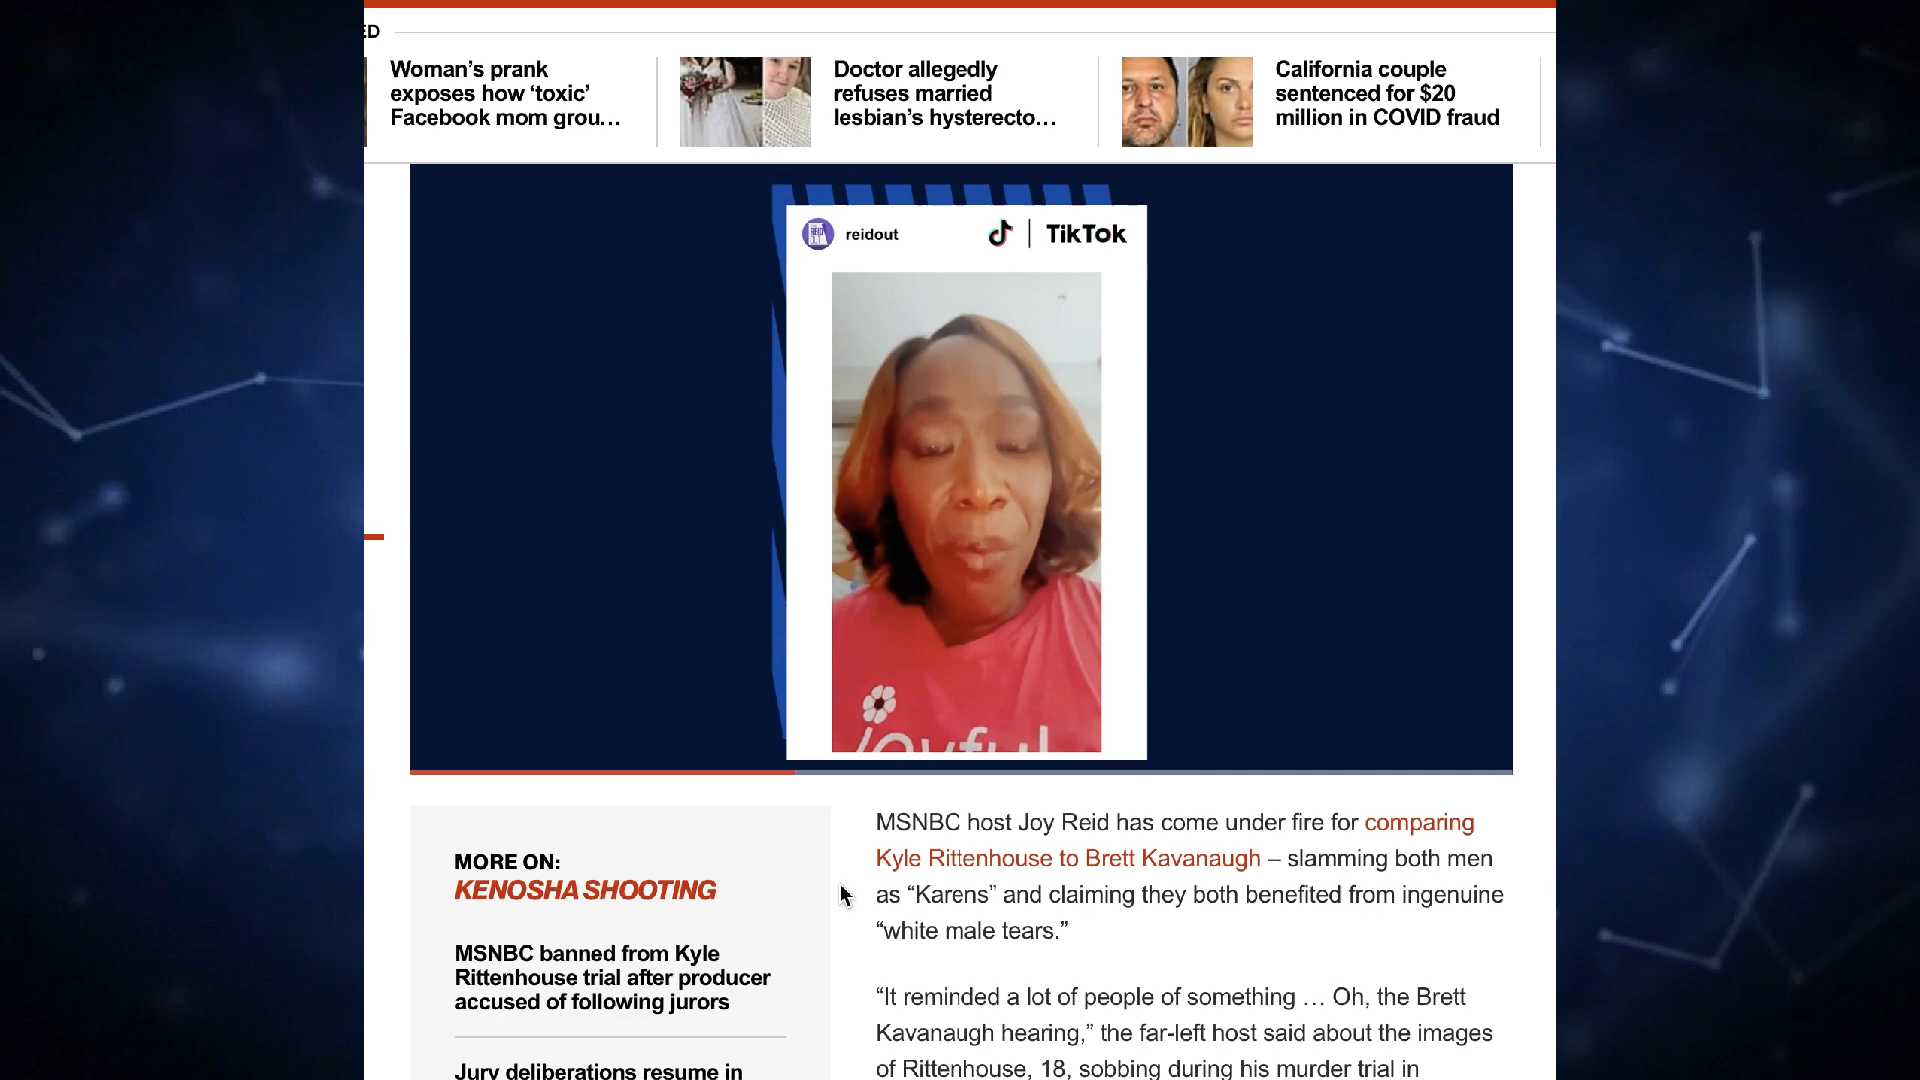 ED
Woman’s prank
exposes how ‘toxic’
Facebook mom grou…
Doctor allegedly
refuses married
lesbian’s hysterecto…
California couple
sentenced for $20
million in COVID fraud
REID OUT
reidout
TikTok
joyful
MSNBC host Joy Reid has come under fire for comparing
Kyle Rittenhouse to Brett Kavanaugh – slamming both men
as “Karens” and claiming they both benefited from ingenuine
“white male tears.”
“It reminded a lot of people of something … Oh, the Brett
Kavanaugh hearing,” the far-left host said about the images
of Rittenhouse, 18, sobbing during his murder trial in
MORE ON:
KENOSHA SHOOTING
MSNBC banned from Kyle
Rittenhouse trial after producer
accused of following jurors
Jury deliberations resume in